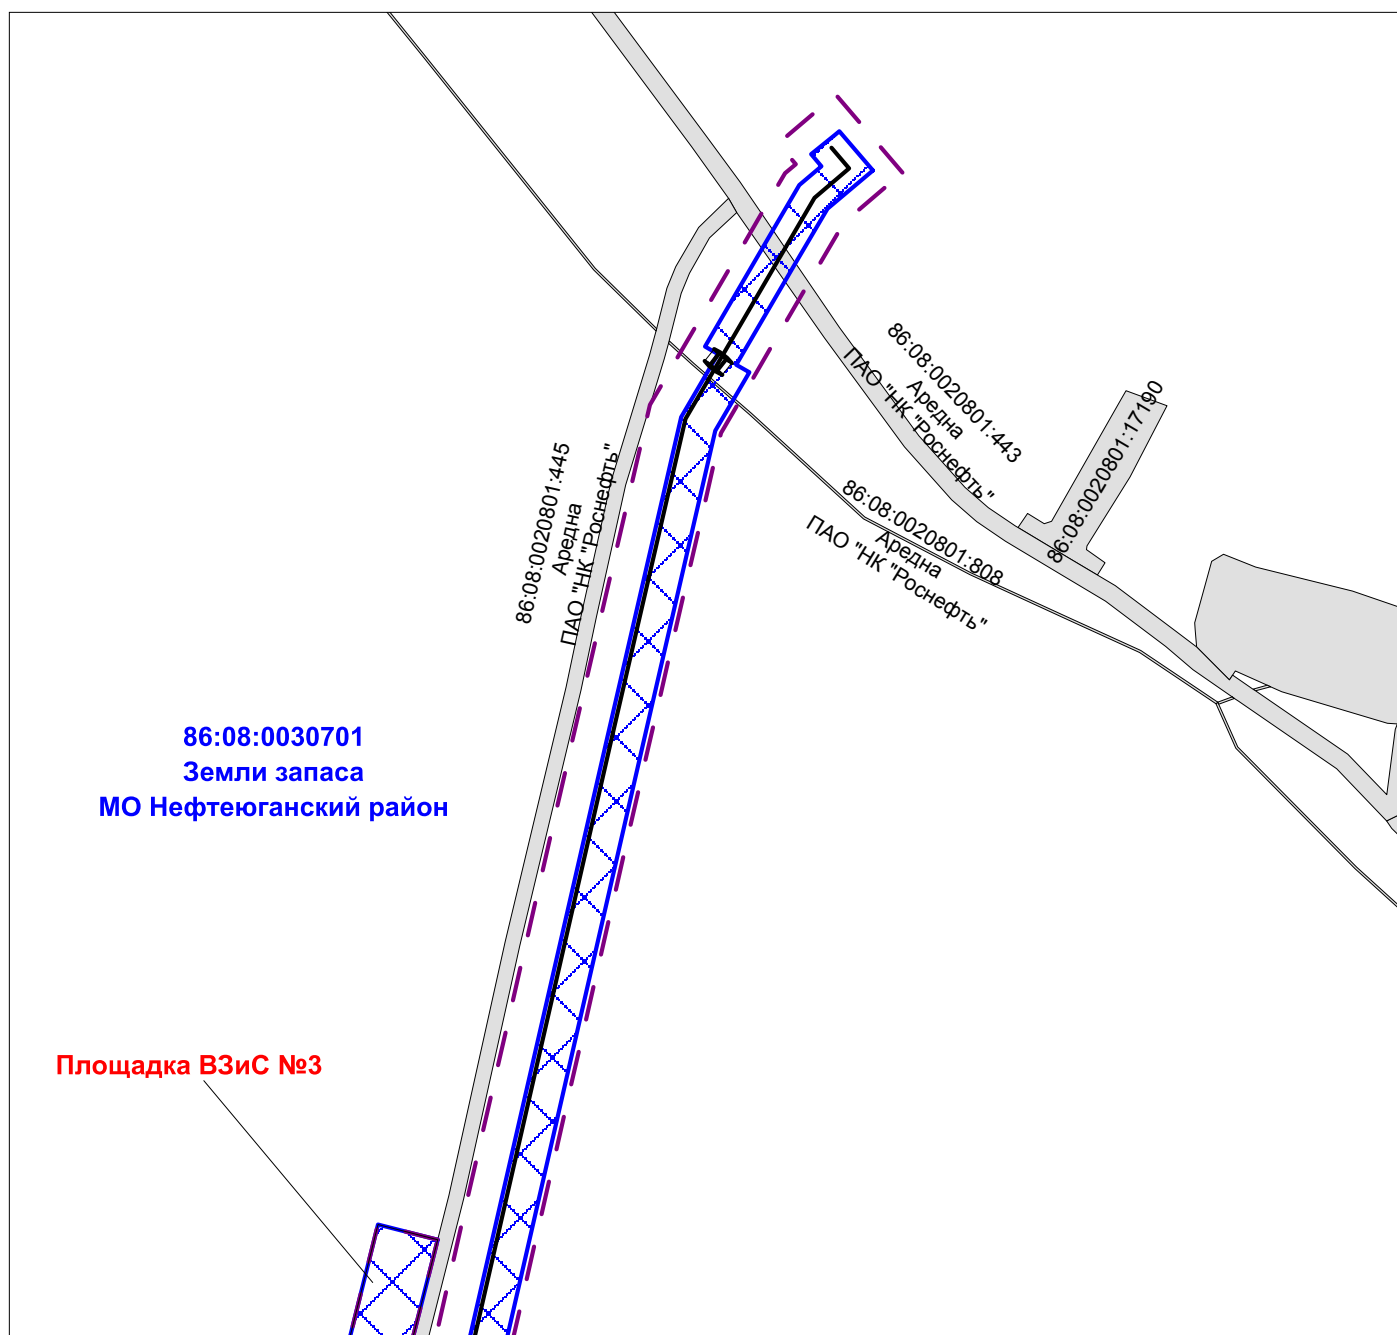 86:08:0020801:443
Аредна
ПАО "НК "Роснефть"
86:08:0020801:17190
86:08:0020801:445
Аредна
ПАО "НК "Роснефть"
86:08:0020801:808
Аредна
ПАО "НК "Роснефть"
86:08:0030701
Земли запаса
МО Нефтеюганский район
Площадка ВЗиС №3